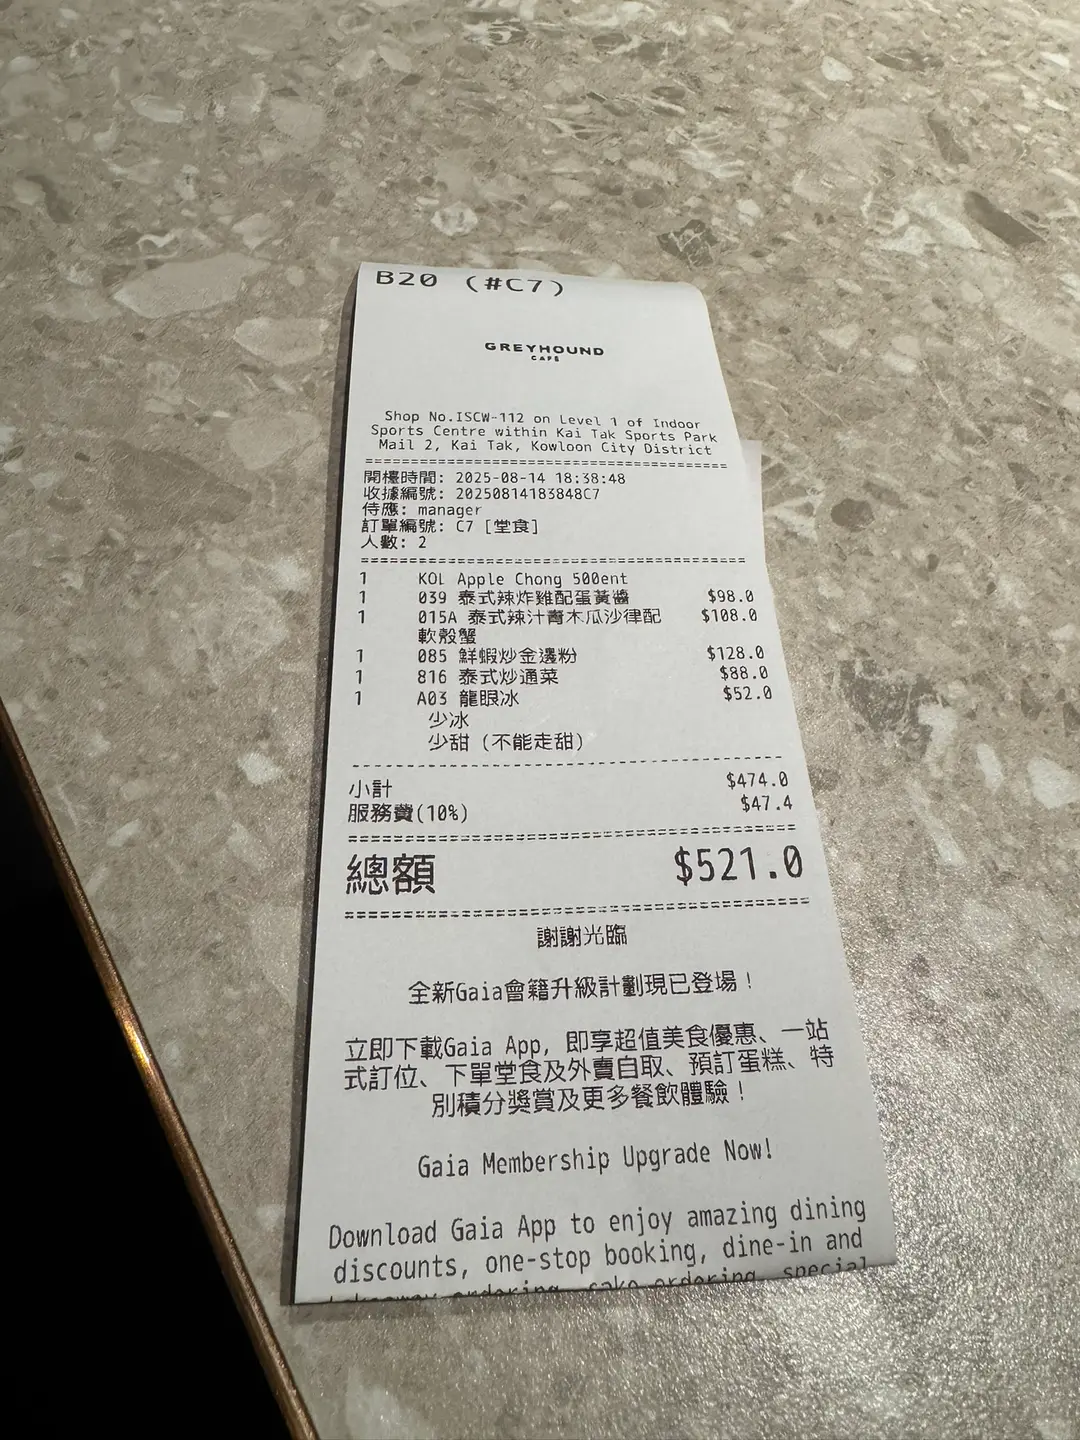 B20 (#C7)
GREYHOUND
CAFE
Shop No.ISCW-112 on Level 1 of Indoor
Sports Centre within Kai Tak Sports Park
Mail 2, Kai Tak, Kowloon City District
開檯時間: 2025-08-14 18:38:48
收據編號: 20250814183848C7
侍應: manager
訂單編號: C7 [堂食]
人數: 2
1 KOL Apple Chong 500ent
1 039 泰式辣炸雞配蛋黃醬 $98.0
1 015A 泰式辣汁青木瓜沙律配 $108.0
軟殼蟹
1 085 鮮蝦炒金邊粉 $128.0
1 816 泰式炒通菜 $88.0
1 A03 龍眼冰 $52.0
少冰
少甜 (不能走甜)
小計 $474.0
服務費(10%) $47.4
總額 $521.0
謝謝光臨
全新Gaia會籍升級計劃現已登場！
立即下載Gaia App, 即享超值美食優惠、一站
式訂位、下單堂食及外賣自取、預訂蛋糕、特
別積分獎賞及更多餐飲體驗！
Gaia Membership Upgrade Now!
Download Gaia App to enjoy amazing dining
discounts, one-stop booking, dine-in and
takeaway ordering, cake ordering, special